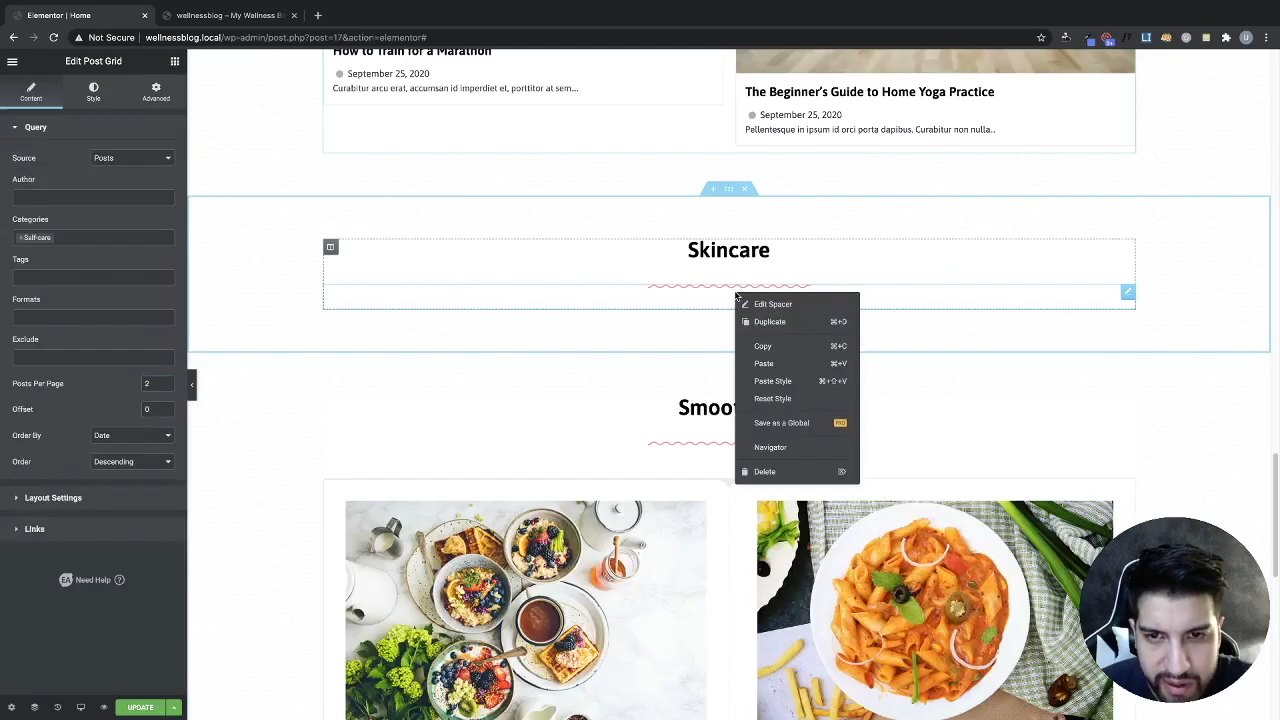 Elementor | Home
wellnessblog – My Wellness B
Not Secure
wellnessblog.co/wp-admin/post.php?post=17&action=elementor#
Edit Post Grid
Content
Style
Advanced
Query
Source
Posts
Author
Categories
× Self-care
Tags
Formats
Exclude
Posts Per Page
2
Offset
0
Order By
Date
Order
Descending
Layout Settings
Links
EA Need Help ?
UPDATE
How to Train for a Marathon
September 25, 2020
Curabitur arcu erat, accumsan id imperdiet et, porttitor at sem...
The Beginner's Guide to Home Yoga Practice
September 25, 2020
Pellentesque in ipsum id orci porta dapibus. Curabitur non nulla...
Skincare
Edit Spacer
Duplicate ⌘+D
Copy ⌘+C
Paste ⌘+V
Paste Style ⌘+⇧+V
Reset Style
Save as a Global PRO
Navigator
Delete ⌦
Smoot